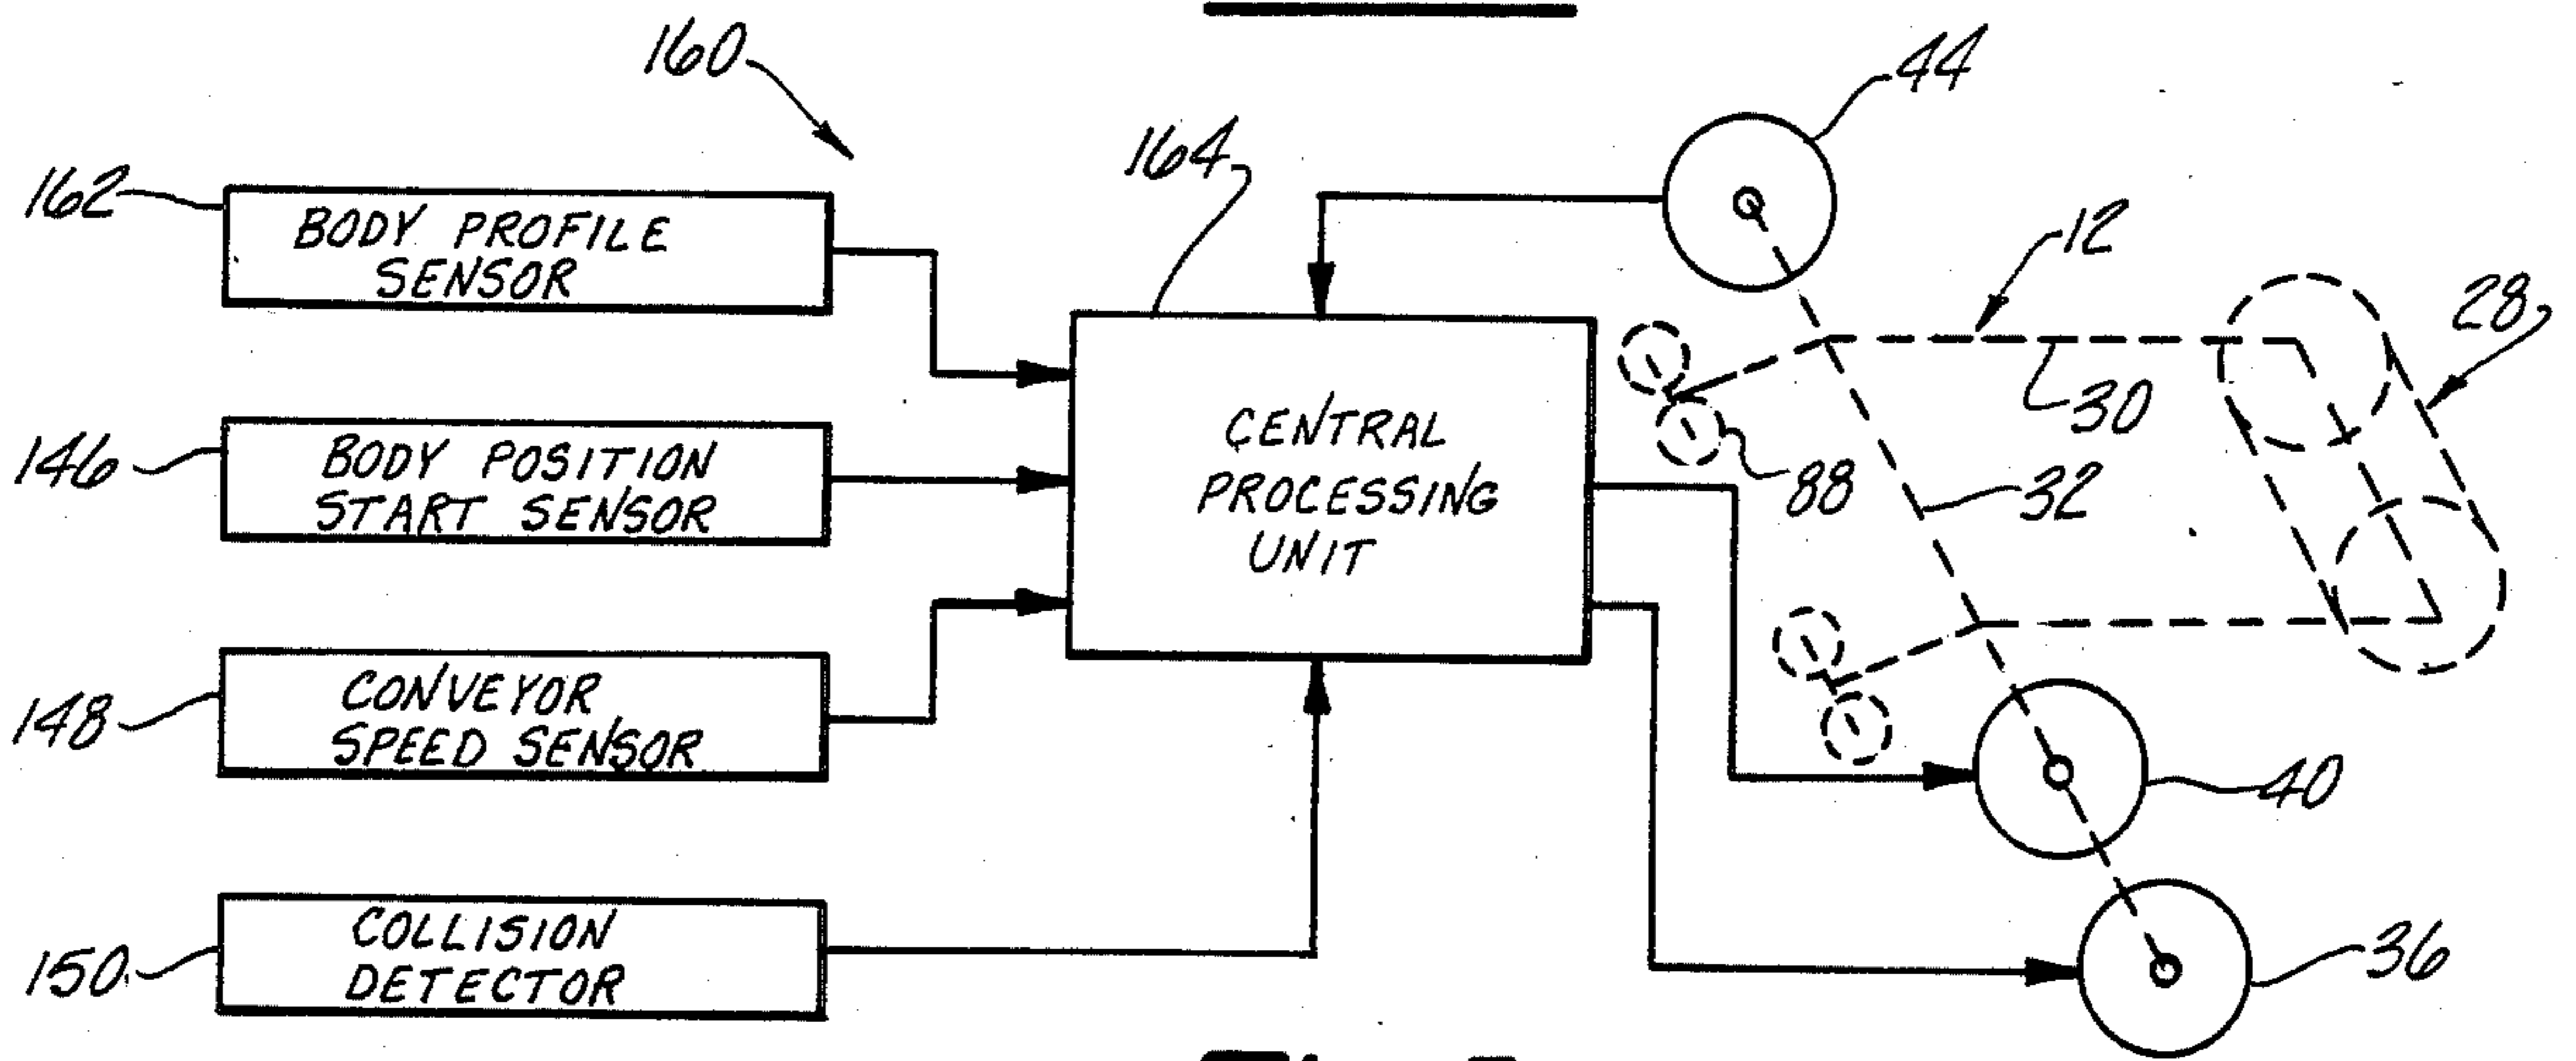 160
44
164
162
BODY PROFILE
SENSOR
12
28
30
146
BODY POSITION
START SENSOR
CENTRAL
PROCESSING
UNIT
88
32
148
CONVEYOR
SPEED SENSOR
40
150
COLLISION
DETECTOR
36